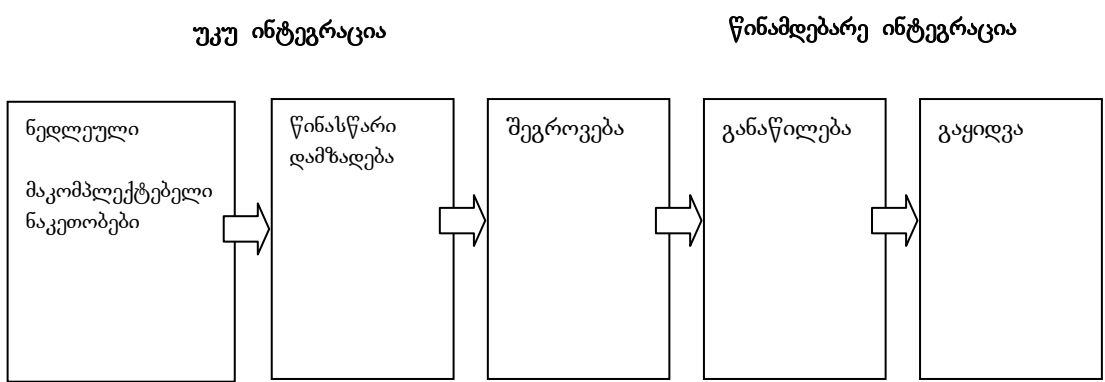 უკუ ინტეგრაცია
წინამდებარე ინტეგრაცია
ნედლეული
მაკომპლექტებელი
ნაკეთობები
წინასწარი
დამზადება
შეგროვება
განაწილება
გაყიდვა